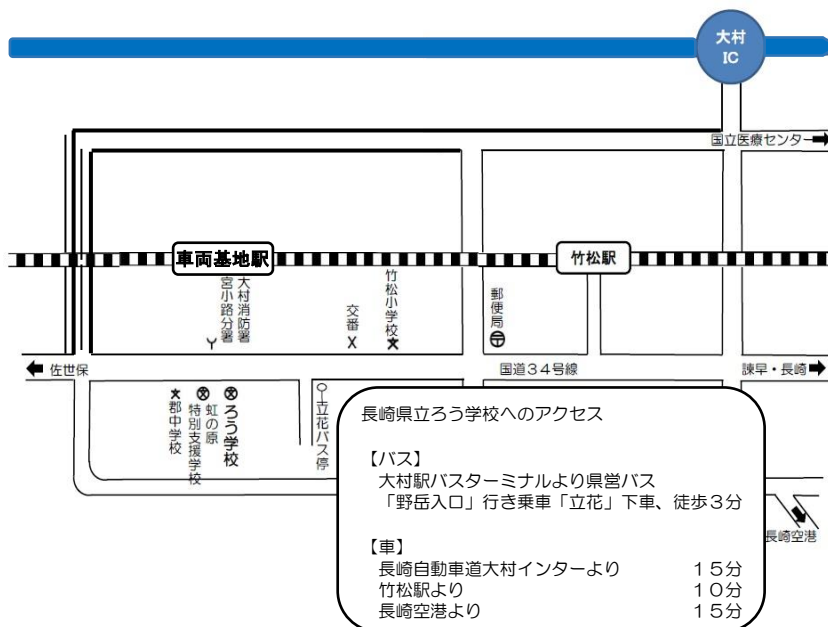 大村
IC
国立医療センター
車両基地駅
竹松駅
大村消防署
宮小路分署
交番
竹松小学校
郵便局
佐世保
国道34号線
諫早・長崎
郡中学校
虹の原
特別支援学校
ろう学校
立花バス停
長崎県立ろう学校へのアクセス
【バス】
大村駅バスターミナルより県営バス
「野岳入口」行き乗車「立花」下車、徒歩3分
【車】
長崎自動車道大村インターより 15分
竹松駅より 10分
長崎空港より 15分
長崎空港